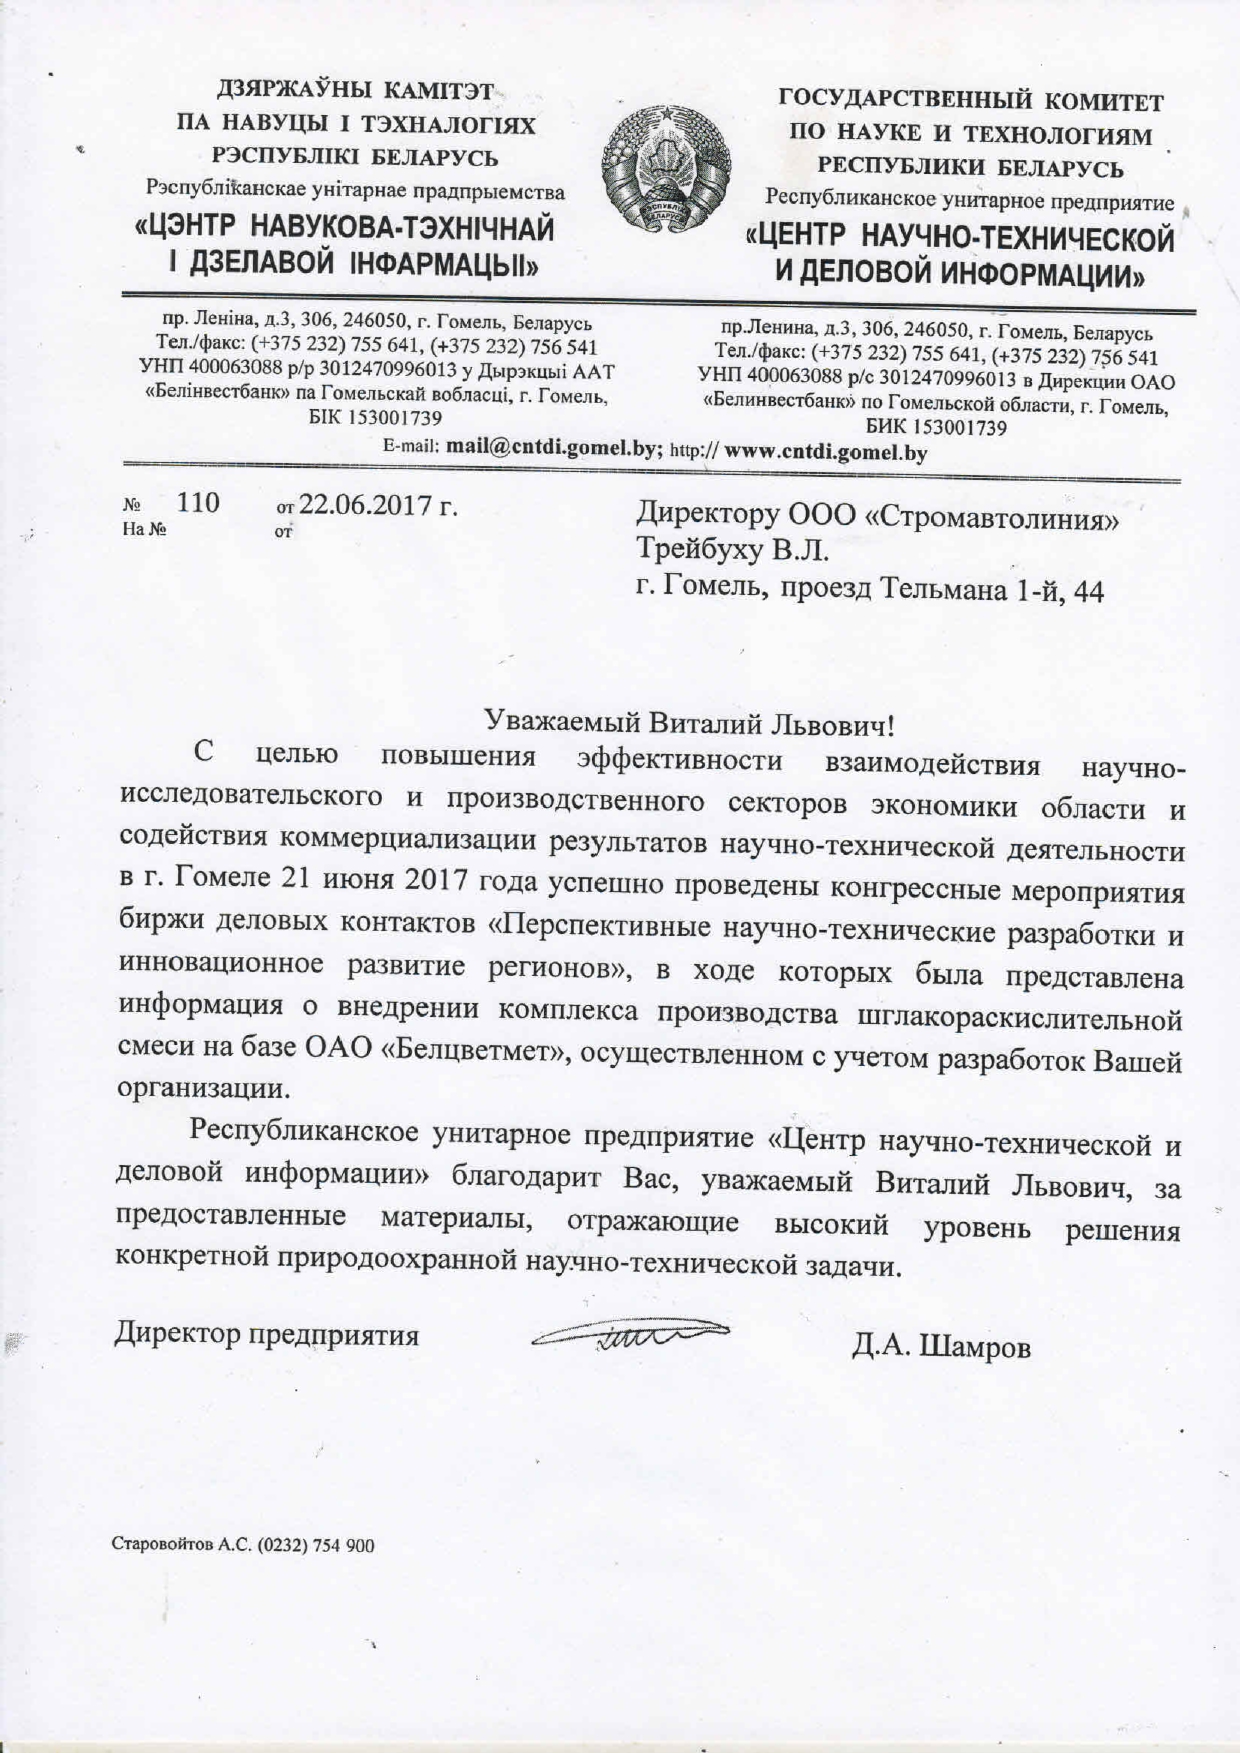 ДЗЯРЖАЎНЫ КАМІТЭТ
ПА НАВУЦЫ І ТЭХНАЛОГІЯХ
РЭСПУБЛІКІ БЕЛАРУСЬ
Рэспубліканскае унітарнае прадпрыемства
«ЦЭНТР НАВУКОВА-ТЭХНІЧНАЙ
І ДЗЕЛАВОЙ ІНФАРМАЦЫІ»
ГОСУДАРСТВЕННЫЙ КОМИТЕТ
ПО НАУКЕ И ТЕХНОЛОГИЯМ
РЕСПУБЛИКИ БЕЛАРУСЬ
Республиканское унитарное предприятие
«ЦЕНТР НАУЧНО-ТЕХНИЧЕСКОЙ
И ДЕЛОВОЙ ИНФОРМАЦИИ»
РЭСПУБЛІКА
БЕЛАРУСЬ
пр. Леніна, д.3, 306, 246050, г. Гомель, Беларусь
Тел./факс: (+375 232) 755 641, (+375 232) 756 541
УНП 400063088 р/р 3012470996013 у Дырэкцыі ААТ
«Белінвестбанк» па Гомельскай вобласці, г. Гомель,
БІК 153001739
пр.Ленина, д.3, 306, 246050, г. Гомель, Беларусь
Тел./факс: (+375 232) 755 641, (+375 232) 756 541
УНП 400063088 р/с 3012470996013 в Дирекции ОАО
«Белинвестбанк» по Гомельской области, г. Гомель,
БИК 153001739
E-mail: mail@cntdi.gomel.by; http:// www.cntdi.gomel.by
№ 110 от 22.06.2017 г.
На № от
Директору ООО «Стромавтолиния»
Трейбуху В.Л.
г. Гомель, проезд Тельмана 1-й, 44
Уважаемый Виталий Львович!
С целью повышения эффективности взаимодействия научно-
исследовательского и производственного секторов экономики области и
содействия коммерциализации результатов научно-технической деятельности
в г. Гомеле 21 июня 2017 года успешно проведены конгрессные мероприятия
биржи деловых контактов «Перспективные научно-технические разработки и
инновационное развитие регионов», в ходе которых была представлена
информация о внедрении комплекса производства шглакораскислительной
смеси на базе ОАО «Белцветмет», осуществленном с учетом разработок Вашей
организации.
Республиканское унитарное предприятие «Центр научно-технической и
деловой информации» благодарит Вас, уважаемый Виталий Львович, за
предоставленные материалы, отражающие высокий уровень решения
конкретной природоохранной научно-технической задачи.
Директор предприятия Д.А. Шамров
Старовойтов А.С. (0232) 754 900